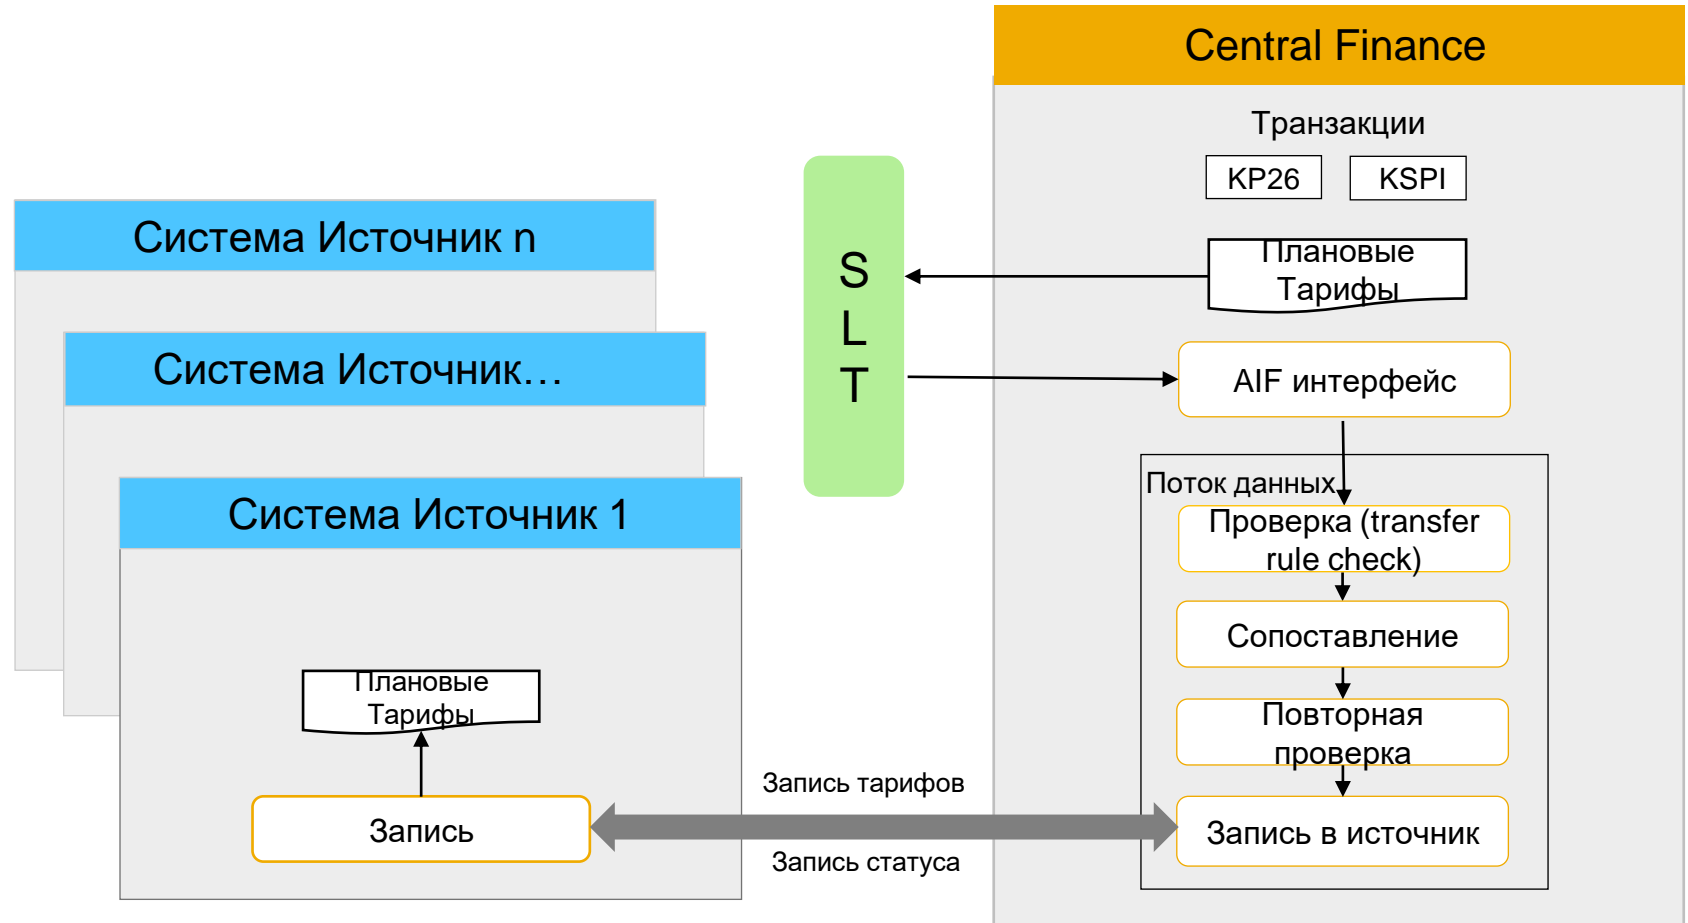 Central Finance
Транзакции
KP26
KSPI
Плановые
Тарифы
S
L
T
AIF интерфейс
Поток данных
Проверка (transfer
rule check)
Сопоставление
Повторная
проверка
Запись в источник
Система Источник n
Система Источник…
Система Источник 1
Плановые
Тарифы
Запись
Запись тарифов
Запись статуса